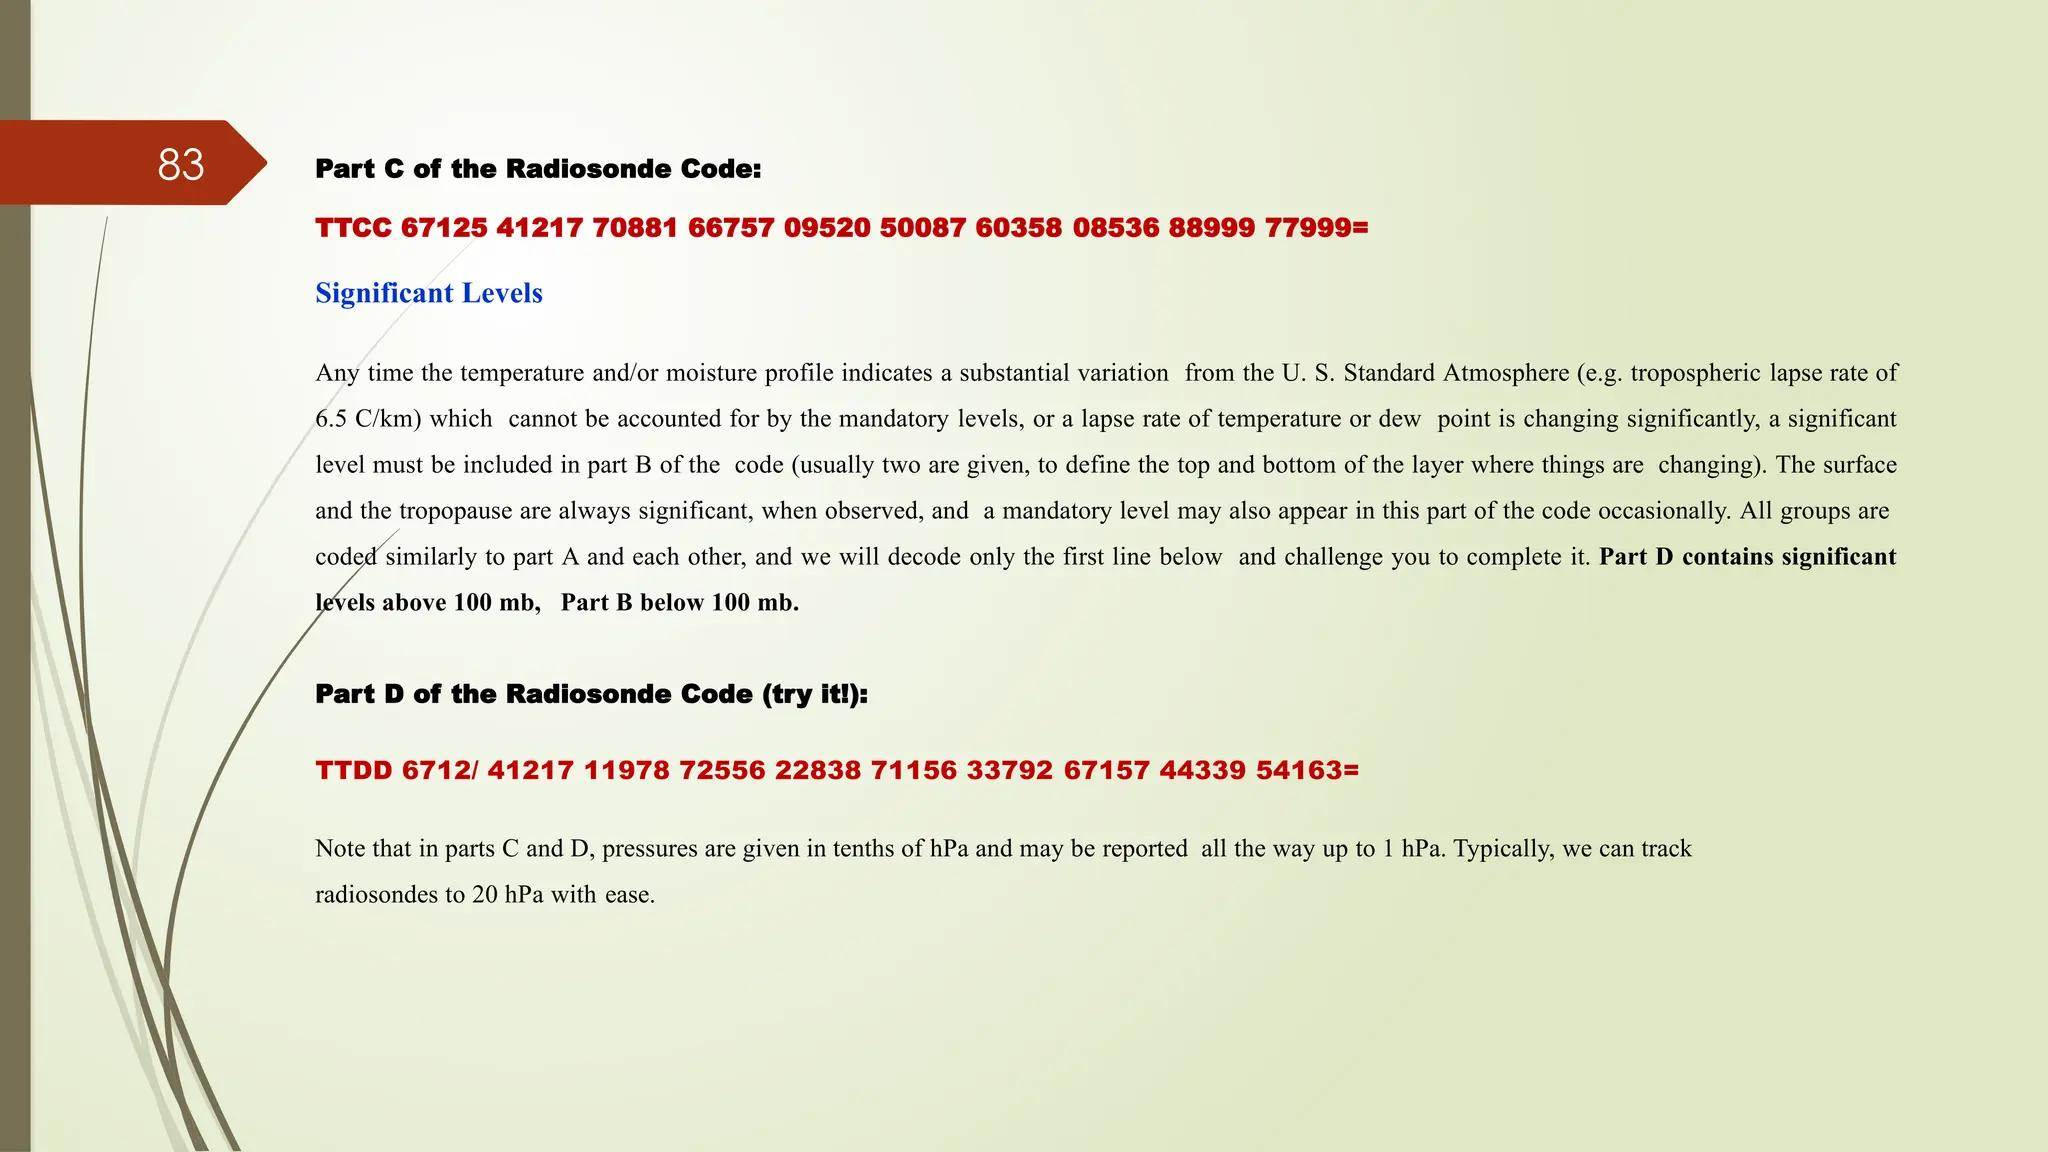 83
Part C of the Radiosonde Code:
TTCC 67125 41217 70881 66757 09520 50087 60358 08536 88999 77999=
Significant Levels
Any time the temperature and/or moisture profile indicates a substantial variation from the U. S. Standard Atmosphere (e.g. tropospheric lapse rate of
6.5 C/km) which cannot be accounted for by the mandatory levels, or a lapse rate of temperature or dew point is changing significantly, a significant
level must be included in part B of the code (usually two are given, to define the top and bottom of the layer where things are changing). The surface
and the tropopause are always significant, when observed, and a mandatory level may also appear in this part of the code occasionally. All groups are
coded similarly to part A and each other, and we will decode only the first line below and challenge you to complete it. Part D contains significant
levels above 100 mb, Part B below 100 mb.
Part D of the Radiosonde Code (try it!):
TTDD 6712/ 41217 11978 72556 22838 71156 33792 67157 44339 54163=
Note that in parts C and D, pressures are given in tenths of hPa and may be reported all the way up to 1 hPa. Typically, we can track
radiosondes to 20 hPa with ease.